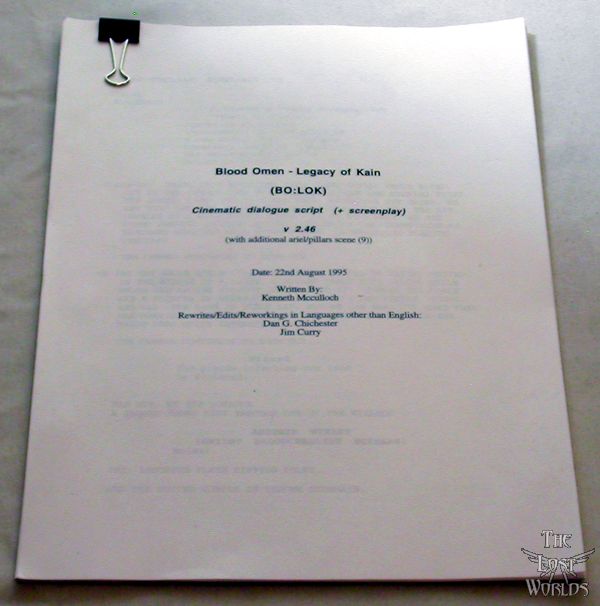 Blood Omen - Legacy of Kain
(BO:LOK)
Cinematic dialogue script (+ screenplay)
v 2.46
(with additional ariel/pillars scene (9))
Date: 22nd August 1995
Written By:
Kenneth Mcculloch
Rewrites/Edits/Reworkings in Languages other than English:
Dan G. Chichester
Jim Curry
THE
LOST
WORLDS